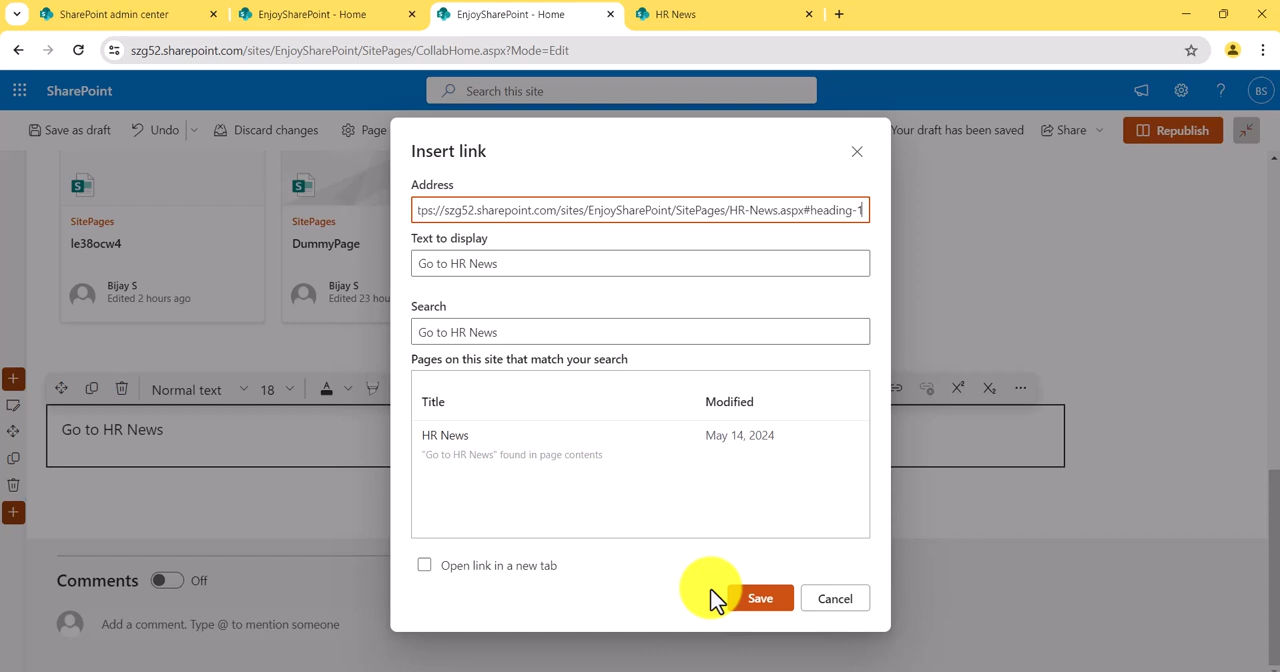 SharePoint admin center
EnjoySharePoint - Home
EnjoySharePoint - Home
HR News
szg52.sharepoint.com/sites/EnjoySharePoint/SitePages/CollabHome.aspx?Mode=Edit
SharePoint
Search this site
BS
Save as draft
Undo
Discard changes
Page
Your draft has been saved
Share
Republish
Insert link
Address
tps://szg52.sharepoint.com/sites/EnjoySharePoint/SitePages/HR-News.aspx#heading-1
Text to display
Go to HR News
Search
Go to HR News
Pages on this site that match your search
Title
Modified
HR News
May 14, 2024
"Go to HR News" found in page contents
Open link in a new tab
Save
Cancel
SitePages
le38ocw4
Bijay S
Edited 2 hours ago
SitePages
DummyPage
Bijay S
Edited 23 hou
Normal text
18
Go to HR News
Comments
Off
Add a comment. Type @ to mention someone